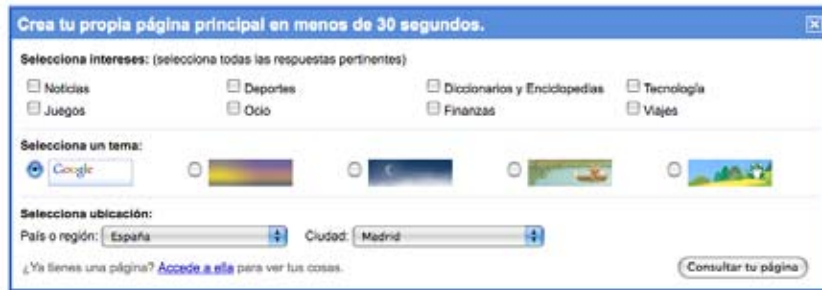 Crea tu propia página principal en menos de 30 segundos.
Selecciona intereses: (selecciona todas las respuestas pertinentes)
Noticias Deportes Diccionarios y Enciclopedias Tecnología
Juegos Ocio Finanzas Viajes
Selecciona un tema:
Google
Selecciona ubicación:
País o región: España Ciudad: Madrid
¿Ya tienes una página? Accede a ella para ver tus cosas. Consultar tu página